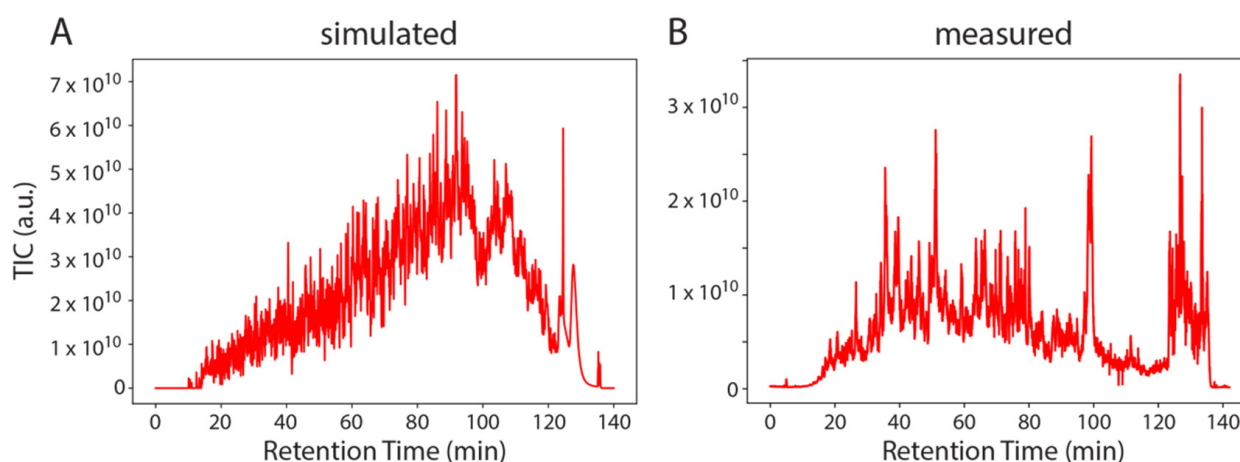 A
simulated
TIC (a.u.)
7 x 10¹⁰
6 x 10¹⁰
5 x 10¹⁰
4 x 10¹⁰
3 x 10¹⁰
2 x 10¹⁰
1 x 10¹⁰
0
0 20 40 60 80 100 120 140
Retention Time (min)
B
measured
3 x 10¹⁰
2 x 10¹⁰
1 x 10¹⁰
0
0 20 40 60 80 100 120 140
Retention Time (min)